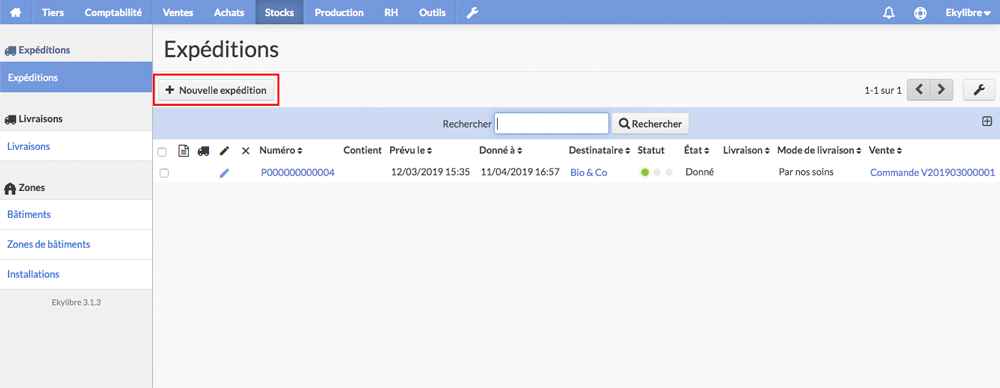 Tiers Comptabilité Ventes Achats Stocks Production RH Outils Ekylibre
Expéditions
Expéditions
Livraisons
Livraisons
Zones
Bâtiments
Zones de bâtiments
Installations
Ekylibre 3.1.3
Expéditions
+ Nouvelle expédition
1-1 sur 1
Rechercher Rechercher
Numéro Contient Prévu le Donné à Destinataire Statut État Livraison Mode de livraison Vente
P000000000004 12/03/2019 15:35 11/04/2019 16:57 Bio & Co Donné Par nos soins Commande V201903000001